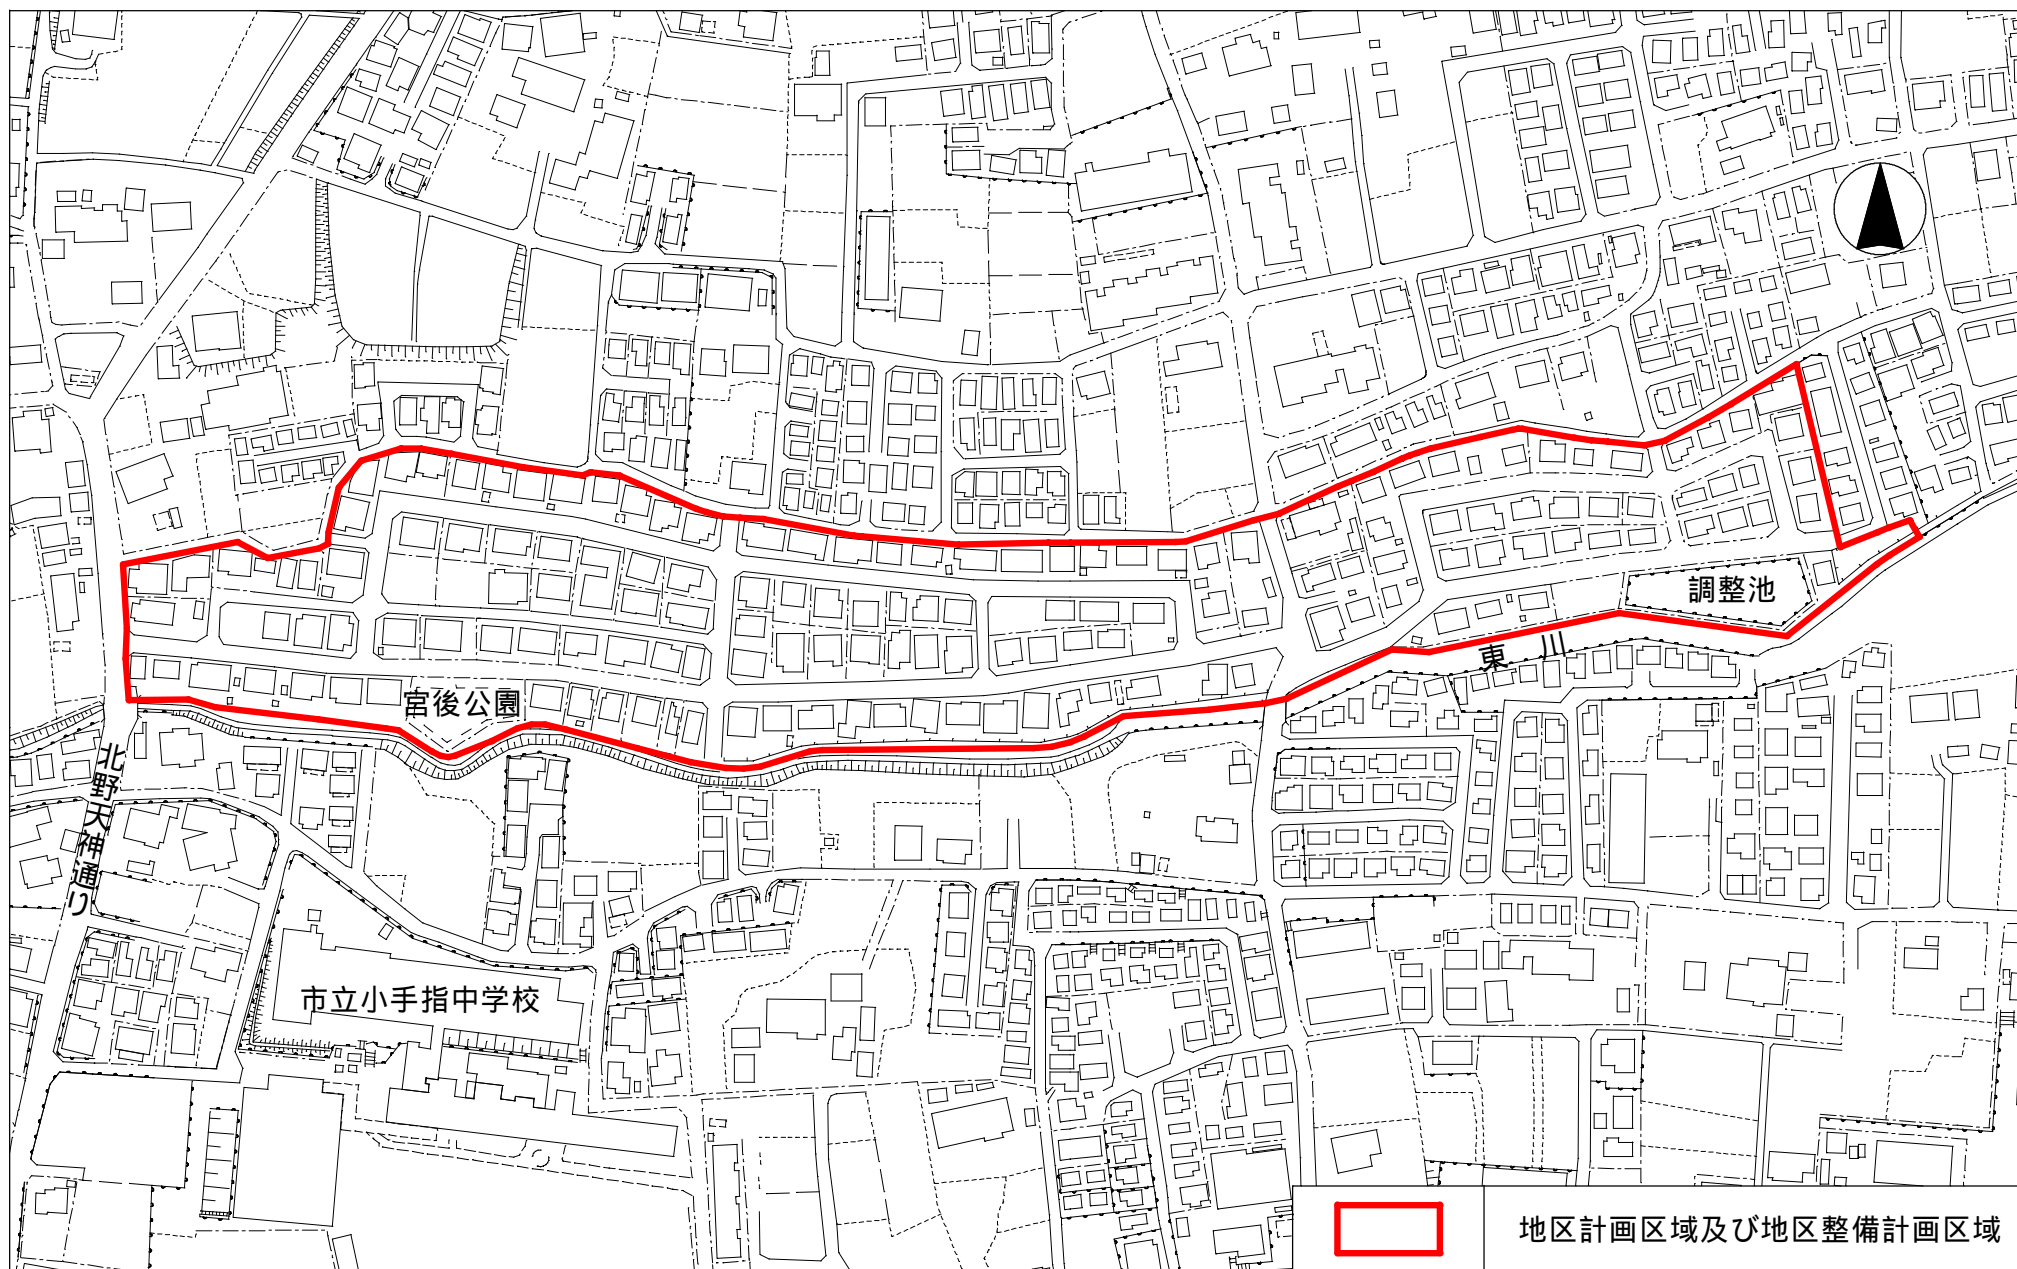 調整池
東川
宮後公園
北野天神通り
市立小手指中学校
地区計画区域及び地区整備計画区域